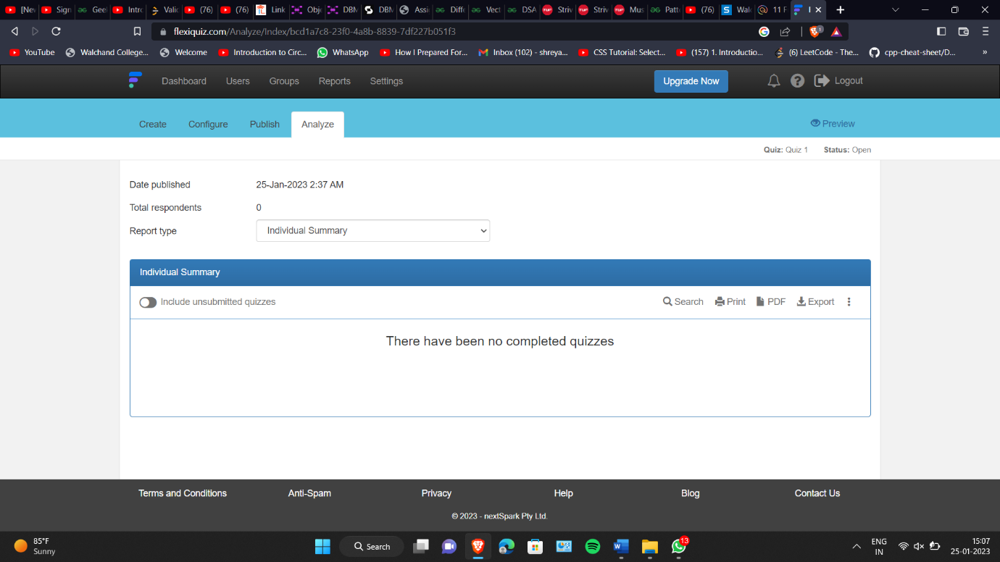 [Nev
Sign
Geel
Intro
Valid
(76)
(76)
Link
Obje
DBM
DBM
Assi
Diffe
Vect
DSA
Striv
Striv
Mus
Patt
(76)
Walc
11 F
flexiquiz.com/Analyze/Index/bcd1a7c8-23f0-4a8b-8839-7df227b051f3
YouTube
Walchand College...
Welcome
Introduction to Circ...
WhatsApp
How I Prepared For...
Inbox (102) - shreya...
CSS Tutorial: Select...
(157) 1. Introductio...
(6) LeetCode - The...
cpp-cheat-sheet/D...
»
Dashboard
Users
Groups
Reports
Settings
Upgrade Now
Logout
Create
Configure
Publish
Analyze
Preview
Quiz: Quiz 1
Status: Open
Date published
25-Jan-2023 2:37 AM
Total respondents
0
Report type
Individual Summary
Individual Summary
Include unsubmitted quizzes
Search
Print
PDF
Export
There have been no completed quizzes
Terms and Conditions
Anti-Spam
Privacy
Help
Blog
Contact Us
© 2023 - nextSpark Pty Ltd.
85°F
Sunny
Search
13
ENG
IN
15:07
25-01-2023